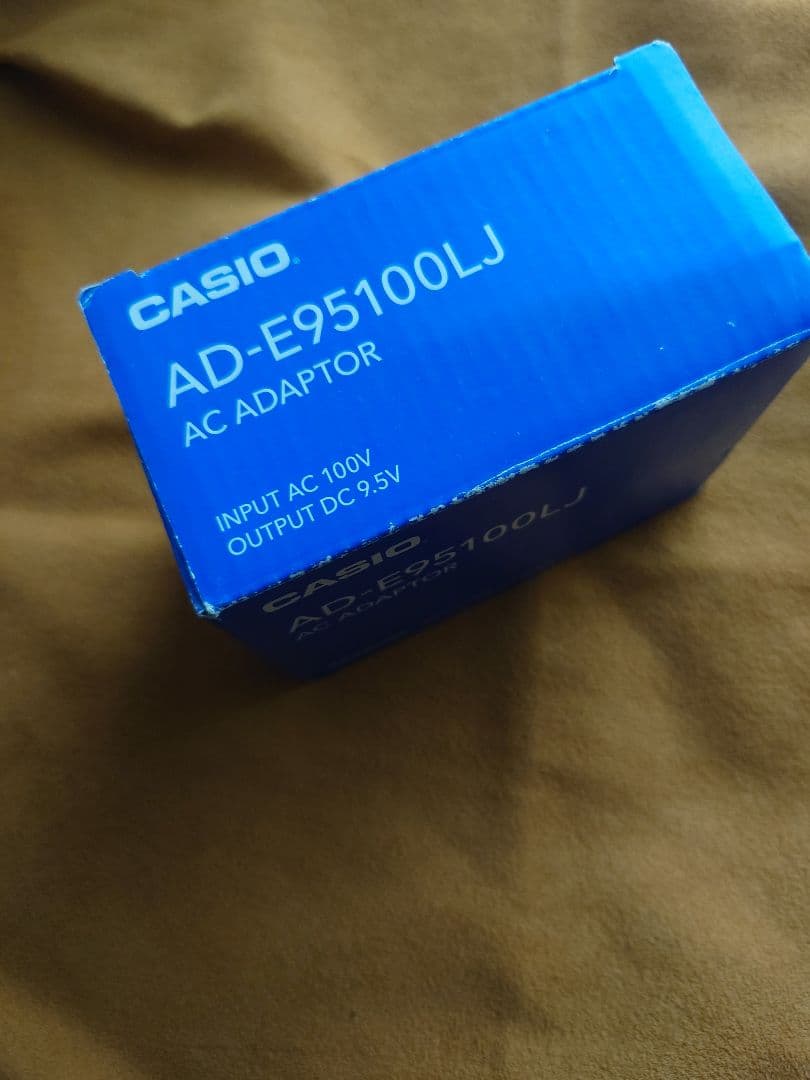 CASIO®
AD-E95100LJ
AC ADAPTOR
INPUT AC 100V
OUTPUT DC 9.5V
CASIO
AD-E95100LJ
AC ADAPTOR